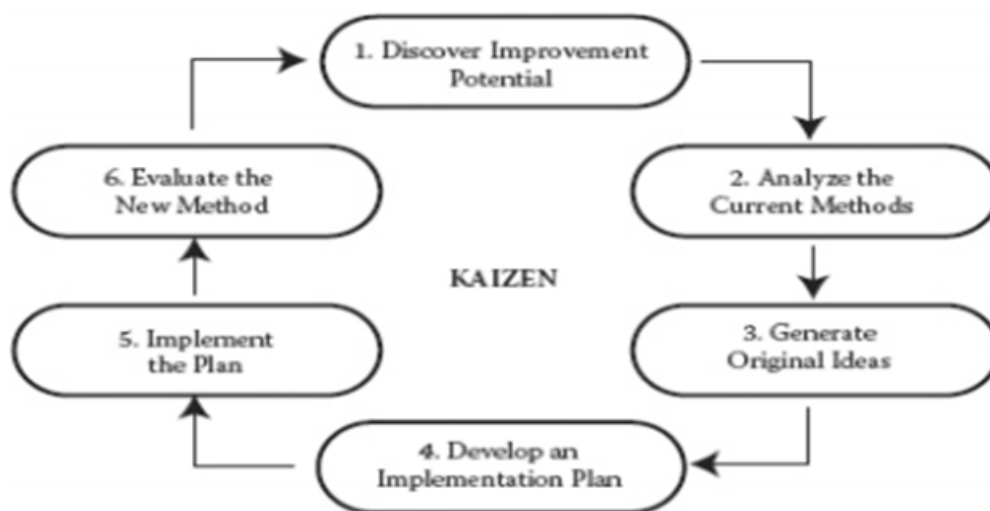 1. Discover Improvement
Potential
2. Analyze the
Current Methods
3. Generate
Original Ideas
4. Develop an
Implementation Plan
5. Implement
the Plan
6. Evaluate the
New Method
KAIZEN